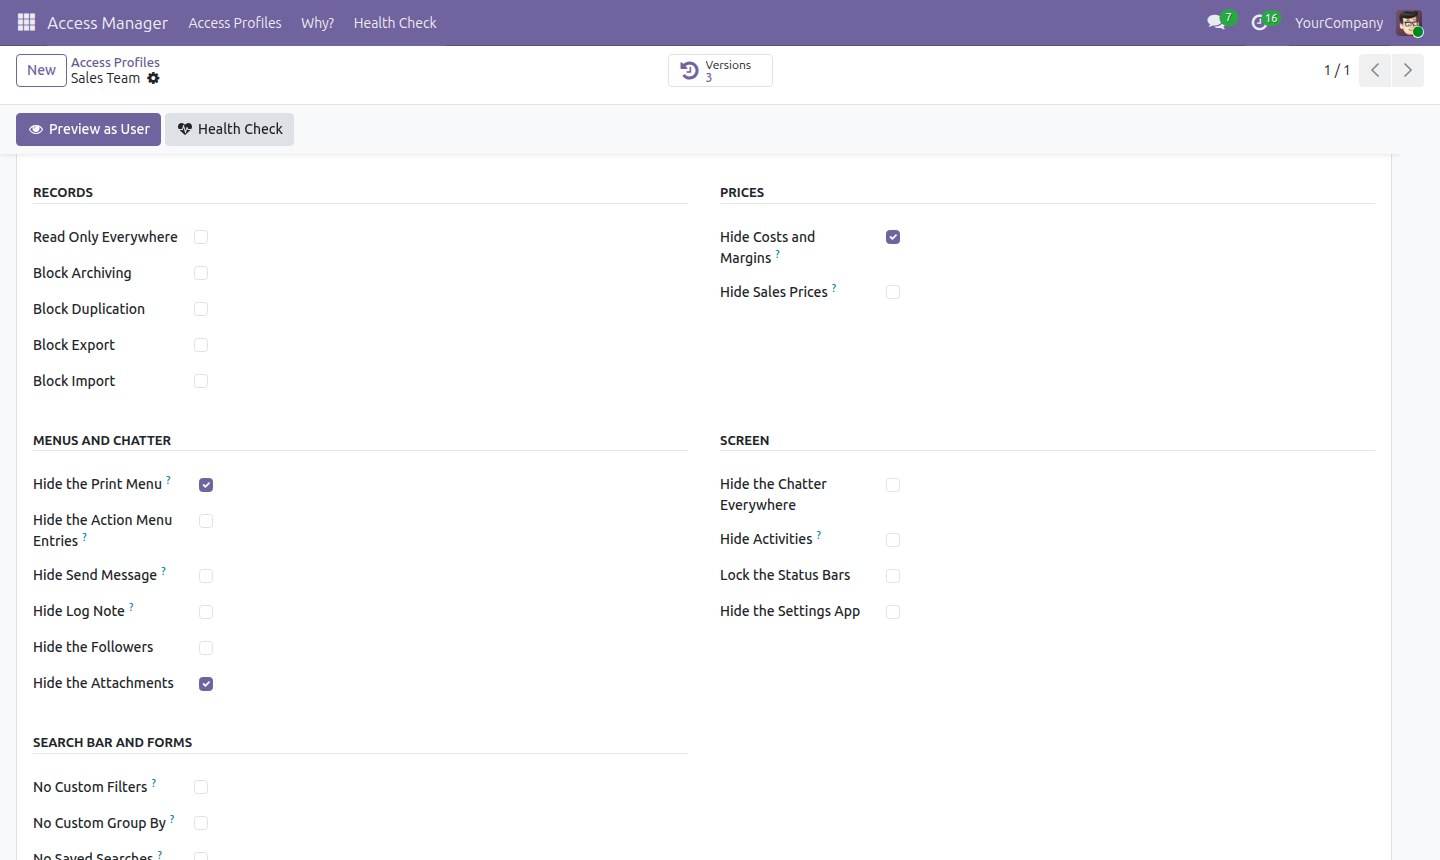 Access Manager
Access Profiles
Why?
Health Check
7
16
YourCompany
New
Access Profiles
Sales Team
Versions
3
1 / 1
Preview as User
Health Check
RECORDS
Read Only Everywhere
Block Archiving
Block Duplication
Block Export
Block Import
PRICES
Hide Costs and
Margins ?
Hide Sales Prices ?
MENUS AND CHATTER
Hide the Print Menu ?
Hide the Action Menu
Entries ?
Hide Send Message ?
Hide Log Note ?
Hide the Followers
Hide the Attachments
SCREEN
Hide the Chatter
Everywhere
Hide Activities ?
Lock the Status Bars
Hide the Settings App
SEARCH BAR AND FORMS
No Custom Filters ?
No Custom Group By ?
No Saved Searches ?